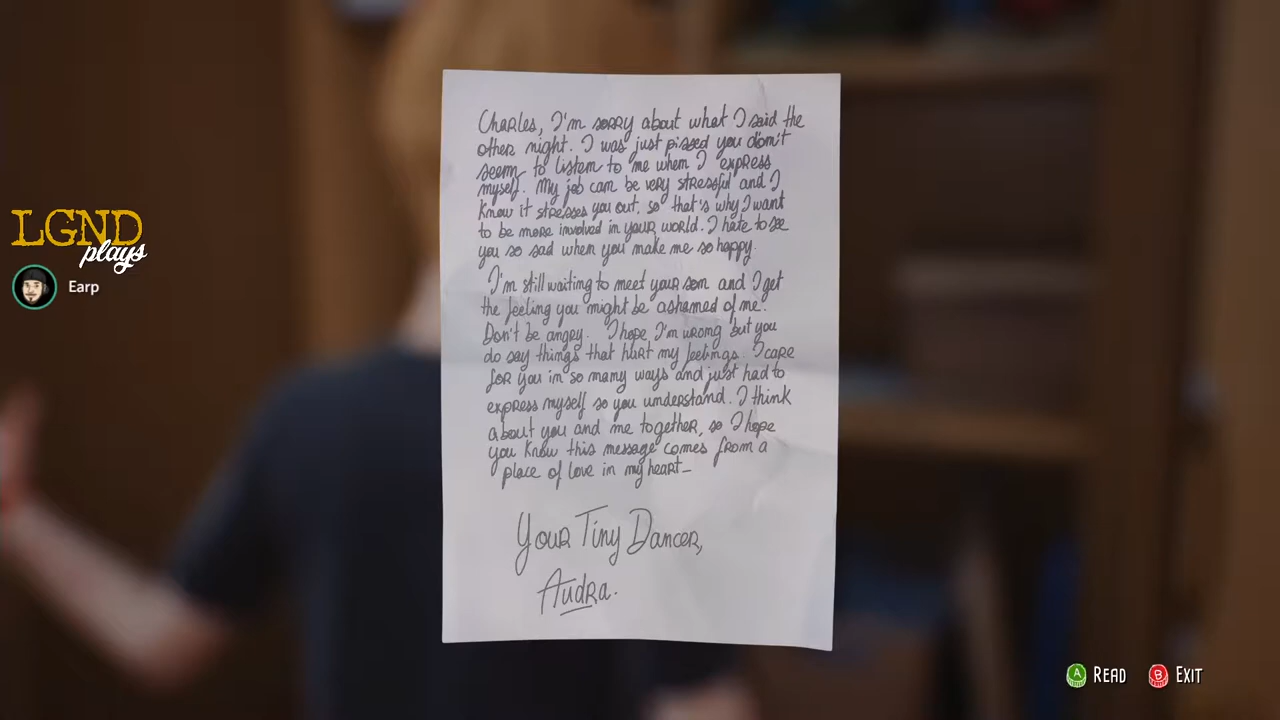 LGND
plays
Earp
Charles, I'm sorry about what I said the
other night. I was just pissed you don't
seem to listen to me when I express
myself. My job can be very stressful and I
know it stresses you out, so that's why I want
to be more involved in your world. I hate to see
you so sad when you make me so happy.
I'm still waiting to meet your son and I get
the feeling you might be ashamed of me.
Don't be angry. I hope I'm wrong but you
do say things that hurt my feelings. I care
for you in so many ways and just had to
express myself so you understand. I think
about you and me together, so I hope
you know this message comes from a
place of love in my heart_
Your Tiny Dancer,
Audra.
A READ B EXIT